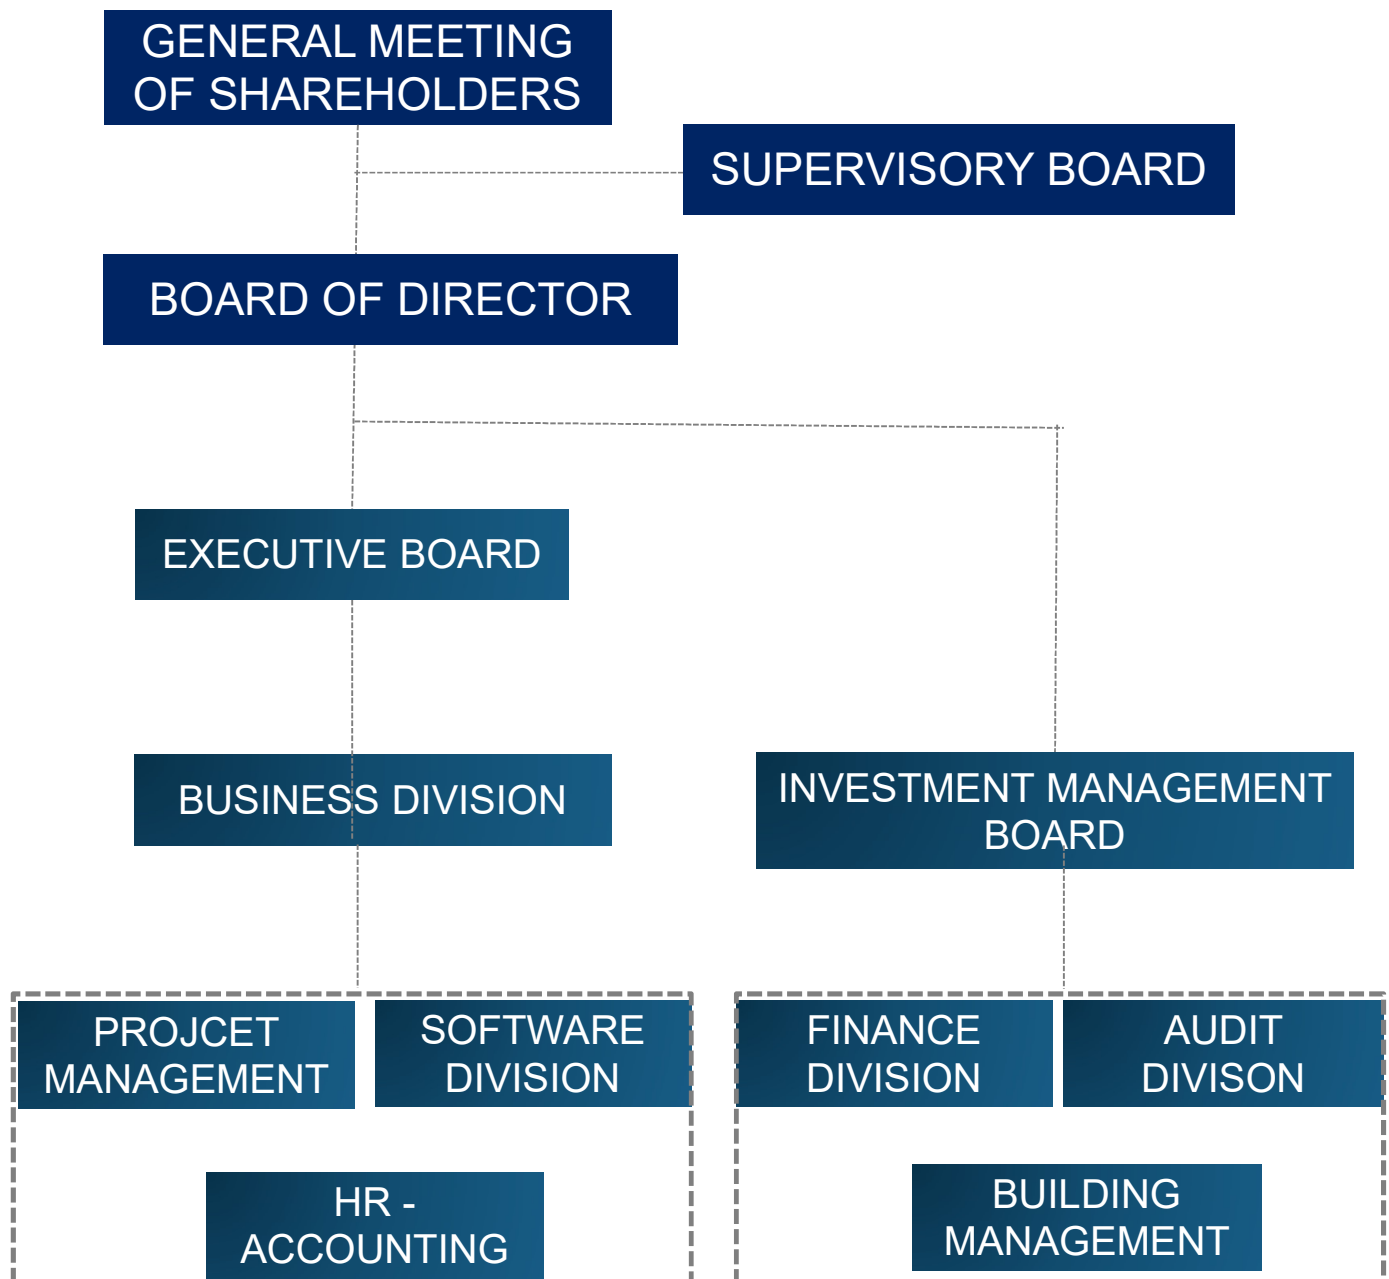 GENERAL MEETING
OF SHAREHOLDERS
SUPERVISORY BOARD
BOARD OF DIRECTOR
EXECUTIVE BOARD
BUSINESS DIVISION
INVESTMENT MANAGEMENT
BOARD
PROJCET
MANAGEMENT
SOFTWARE
DIVISION
FINANCE
DIVISION
AUDIT
DIVISON
HR -
ACCOUNTING
BUILDING
MANAGEMENT